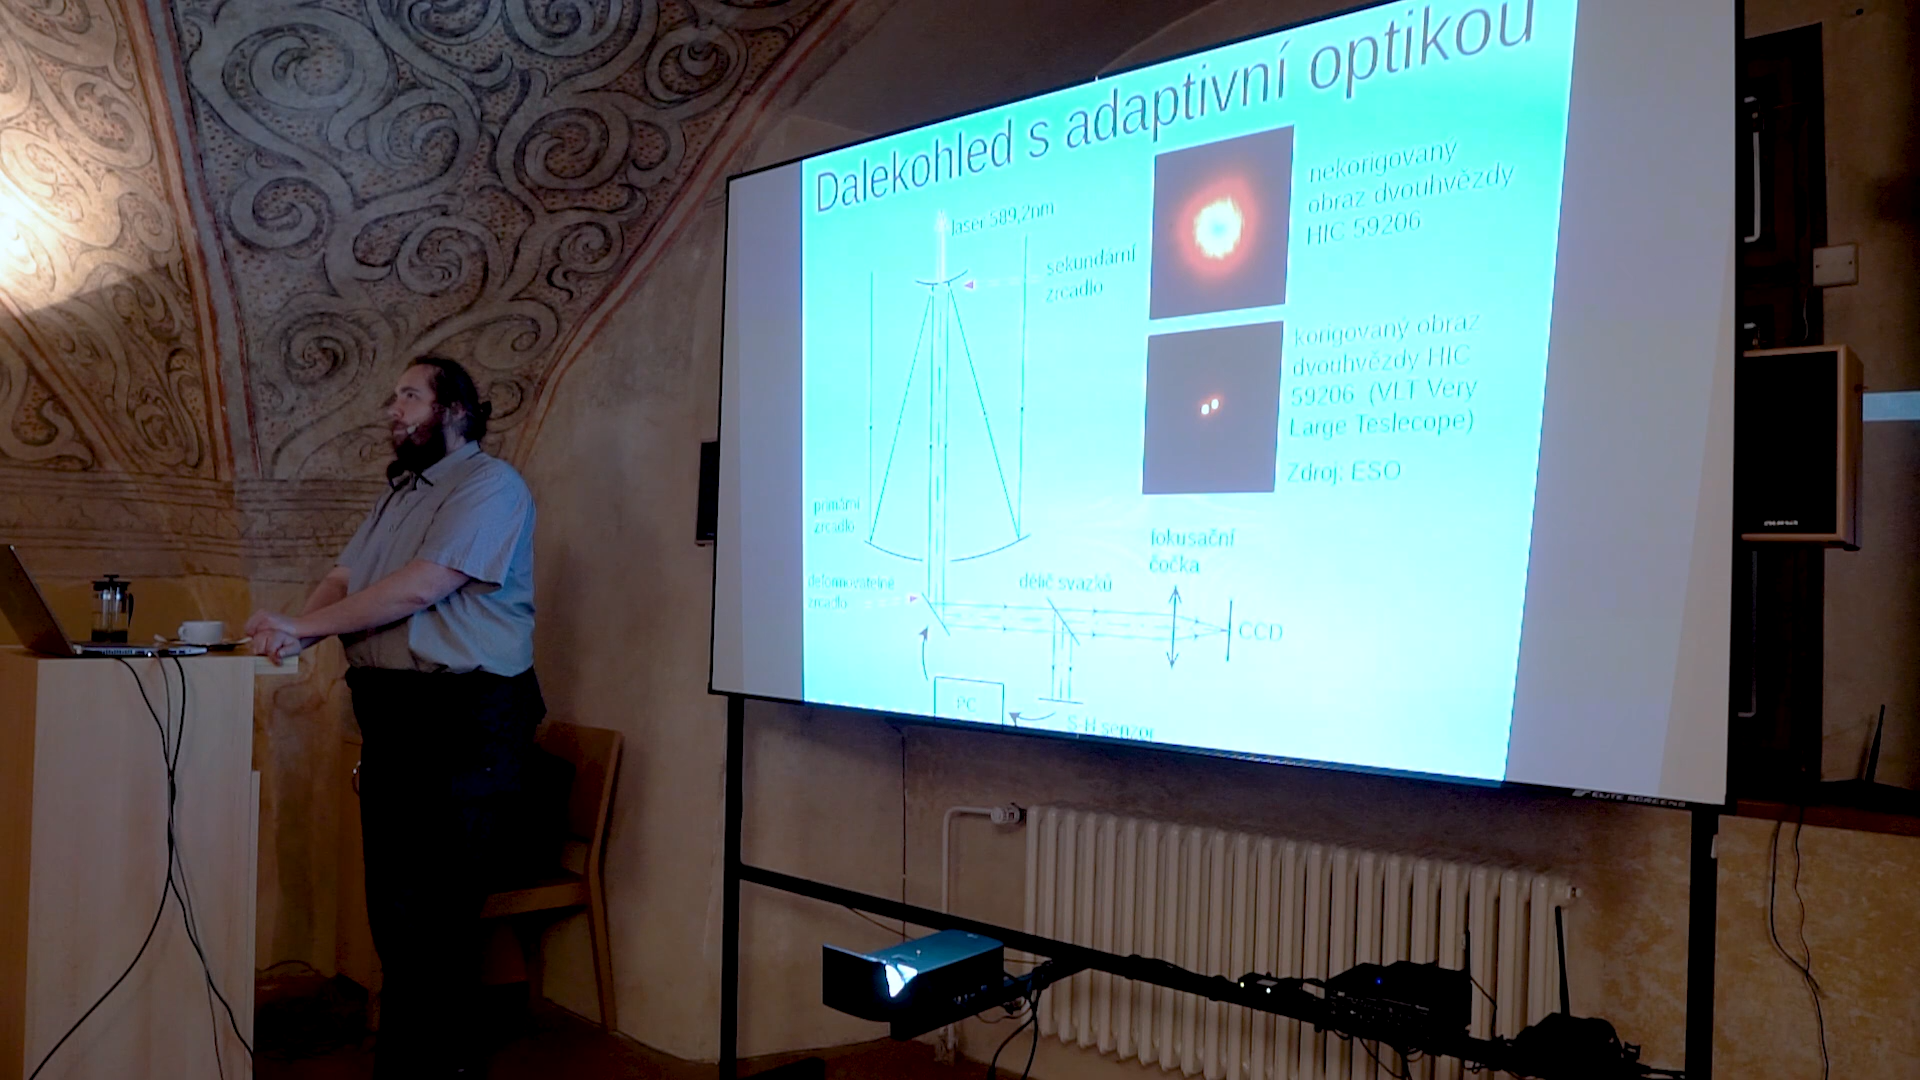 Dalekohled s adaptivní optikou
laser 589,2nm
sekundární
zrcadlo
nekorigovaný
obraz dvouhvězdy
HIC 59206
korigovaný obraz
dvouhvězdy HIC
59206 (VLT Very
Large Teslecope)
Zdroj: ESO
primární
zrcadlo
fokusační
čočka
deformovatelné
zrcadlo
dělič svazků
CCD
PC
S-H senzor
ELITE SCREENS